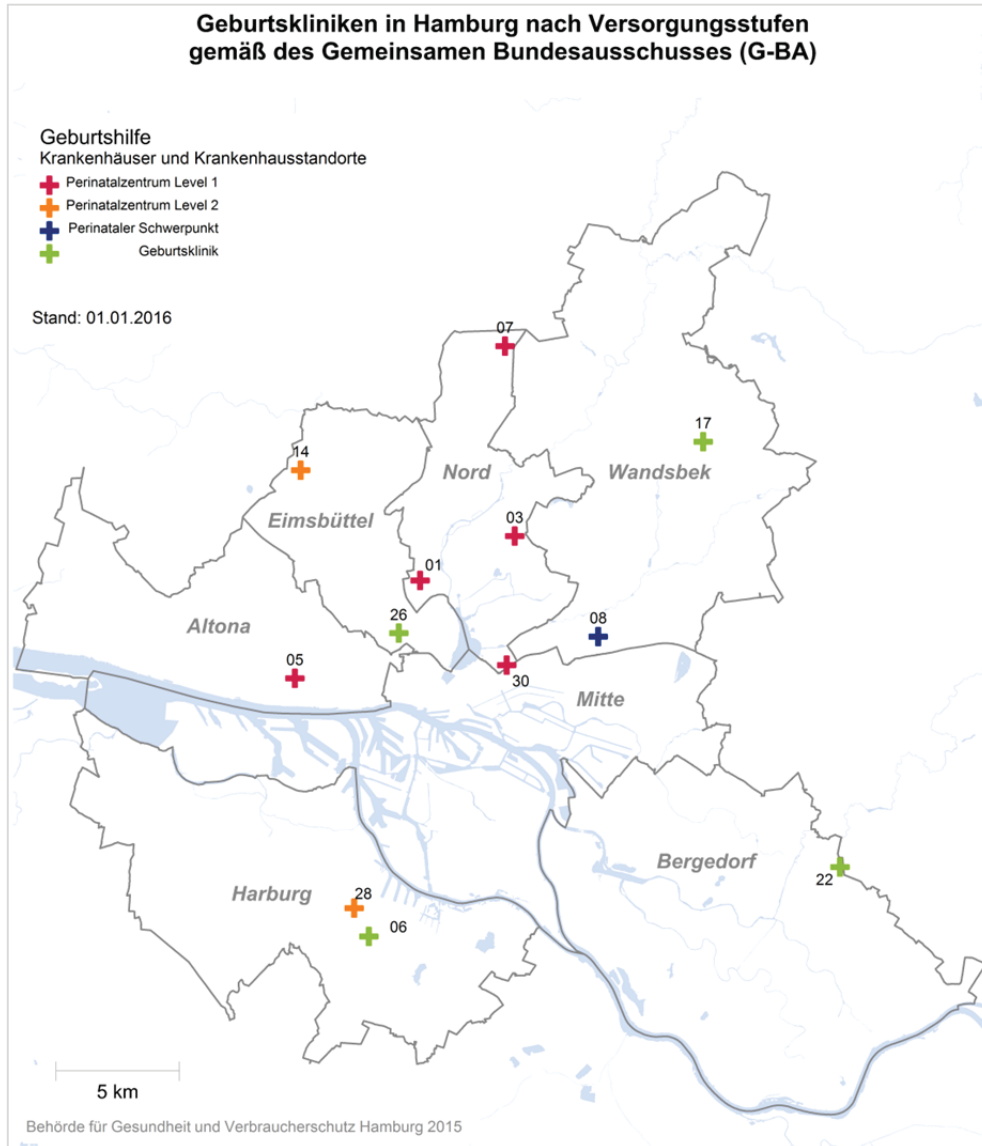 Geburtskliniken in Hamburg nach Versorgungsstufen
gemäß des Gemeinsamen Bundesausschusses (G-BA)
Geburtshilfe
Krankenhäuser und Krankenhausstandorte
Perinatalzentrum Level 1
Perinatalzentrum Level 2
Perinataler Schwerpunkt
Geburtsklinik
Stand: 01.01.2016
07
17
14
Nord
Wandsbek
03
Eimsbüttel
01
26
08
Altona
05
30
Mitte
Bergedorf
22
Harburg
28
06
5 km
Behörde für Gesundheit und Verbraucherschutz Hamburg 2015